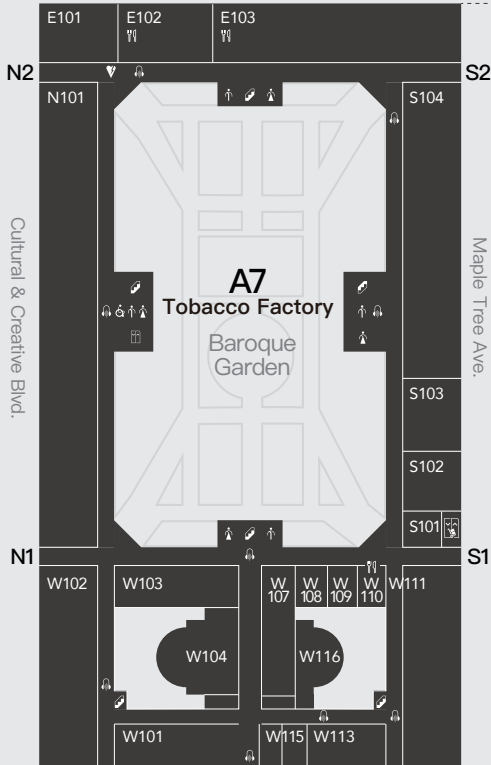 E101
E102
E103
N2
S2
N101
S104
Cultural & Creative Blvd.
Maple Tree Ave.
A7
Tobacco Factory
Baroque
Garden
S103
S102
S101
N1
S1
W102
W103
W
107
W
108
W
109
W
110
W111
W104
W116
W101
W115
W113